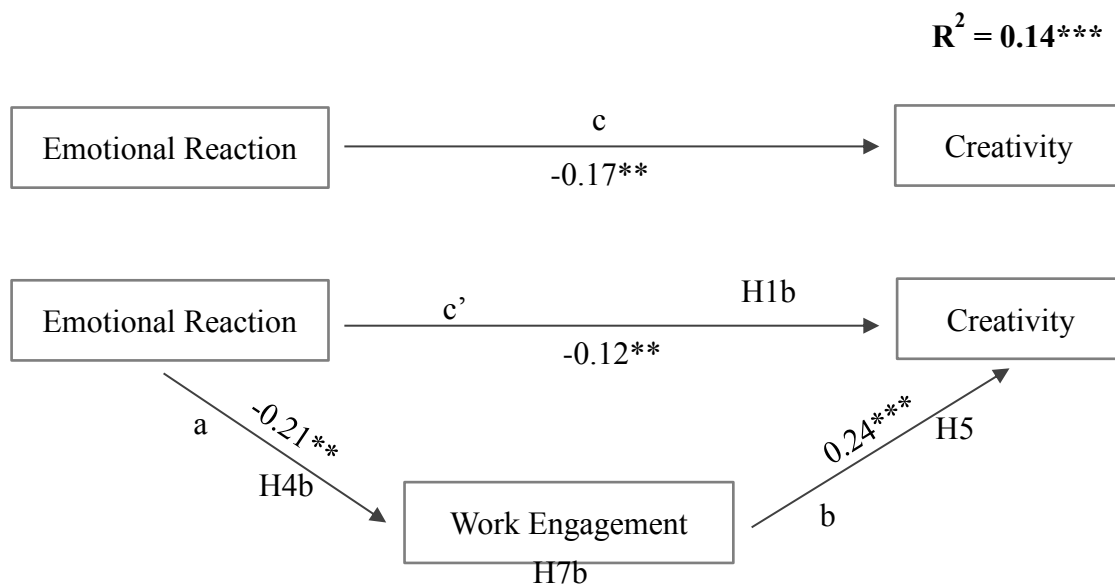 R² = 0.14***
c
Emotional Reaction
Creativity
-0.17**
H1b
Emotional Reaction
c’
Creativity
-0.12**
a
-0.21**
0.24***
H4b
H5
Work Engagement
b
H7b